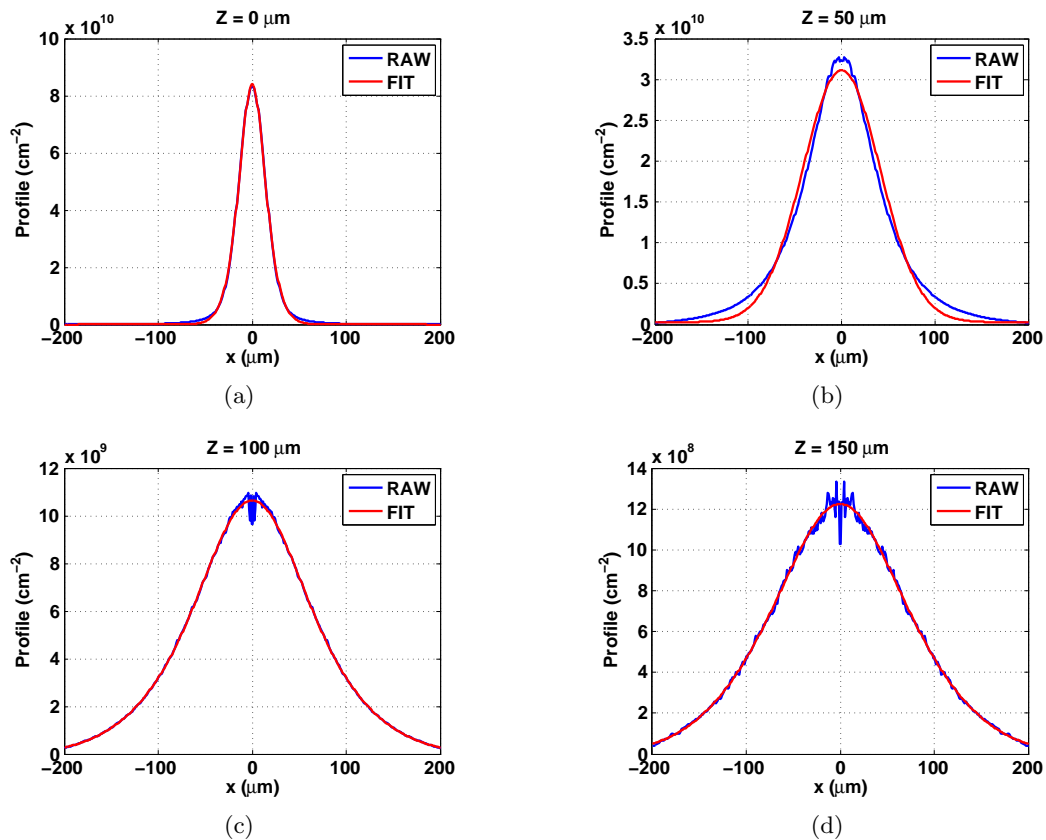 x 10^10
Z = 0 μm
10
8
6
4
2
0
Profile (cm−2)
RAW
FIT
−200 −100 0 100 200
x (μm)
(a)
x 10^10
Z = 50 μm
3.5
3
2.5
2
1.5
1
0.5
0
Profile (cm−2)
RAW
FIT
−200 −100 0 100 200
x (μm)
(b)
x 10^9
Z = 100 μm
12
10
8
6
4
2
0
Profile (cm−2)
RAW
FIT
−200 −100 0 100 200
x (μm)
(c)
x 10^8
Z = 150 μm
14
12
10
8
6
4
2
0
Profile (cm−2)
RAW
FIT
−200 −100 0 100 200
x (μm)
(d)